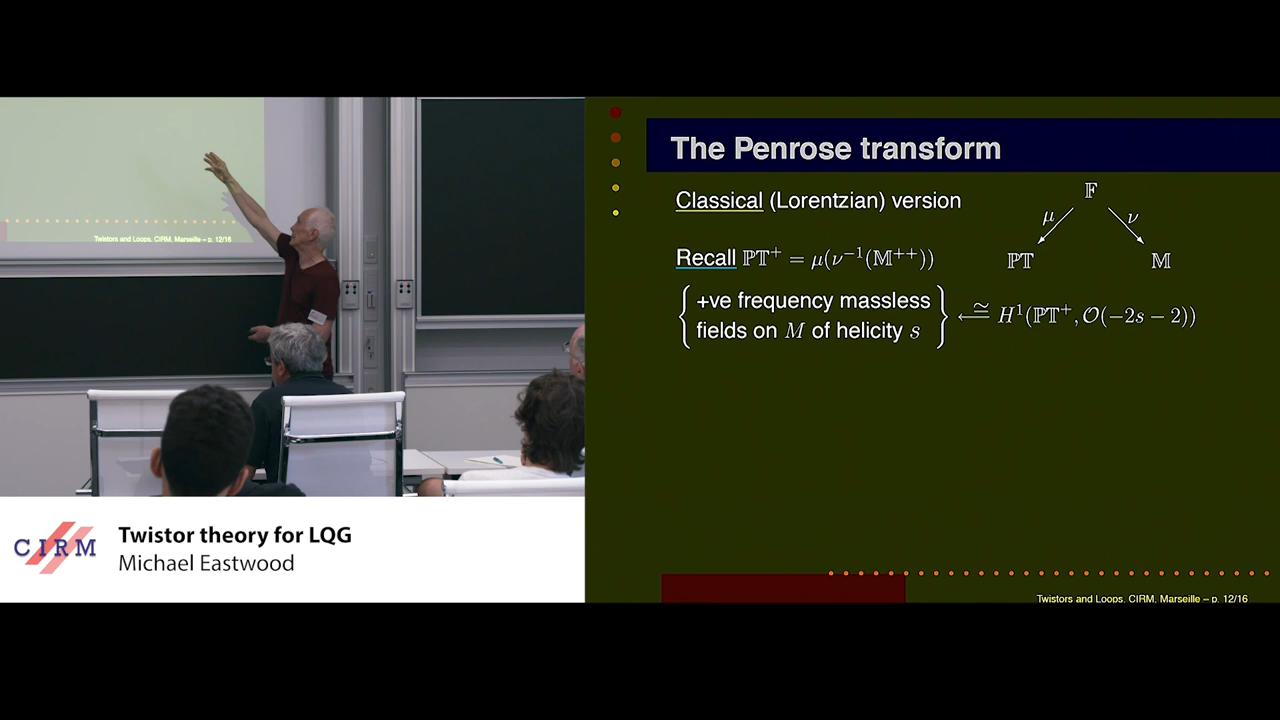 Twistors and Loops, CIRM, Marseille – p. 12/16
CIRM
Twistor theory for LQG
Michael Eastwood
The Penrose transform
Classical (Lorentzian) version
𝔽
μ ν
ℙ𝕋 𝕄
Recall ℙ𝕋⁺ = μ(ν⁻¹(𝕄⁺⁺))
{ +ve frequency massless
fields on M of helicity s } ≅⟵ H¹(ℙ𝕋⁺, 𝒪(−2s − 2))
Twistors and Loops, CIRM, Marseille – p. 12/16